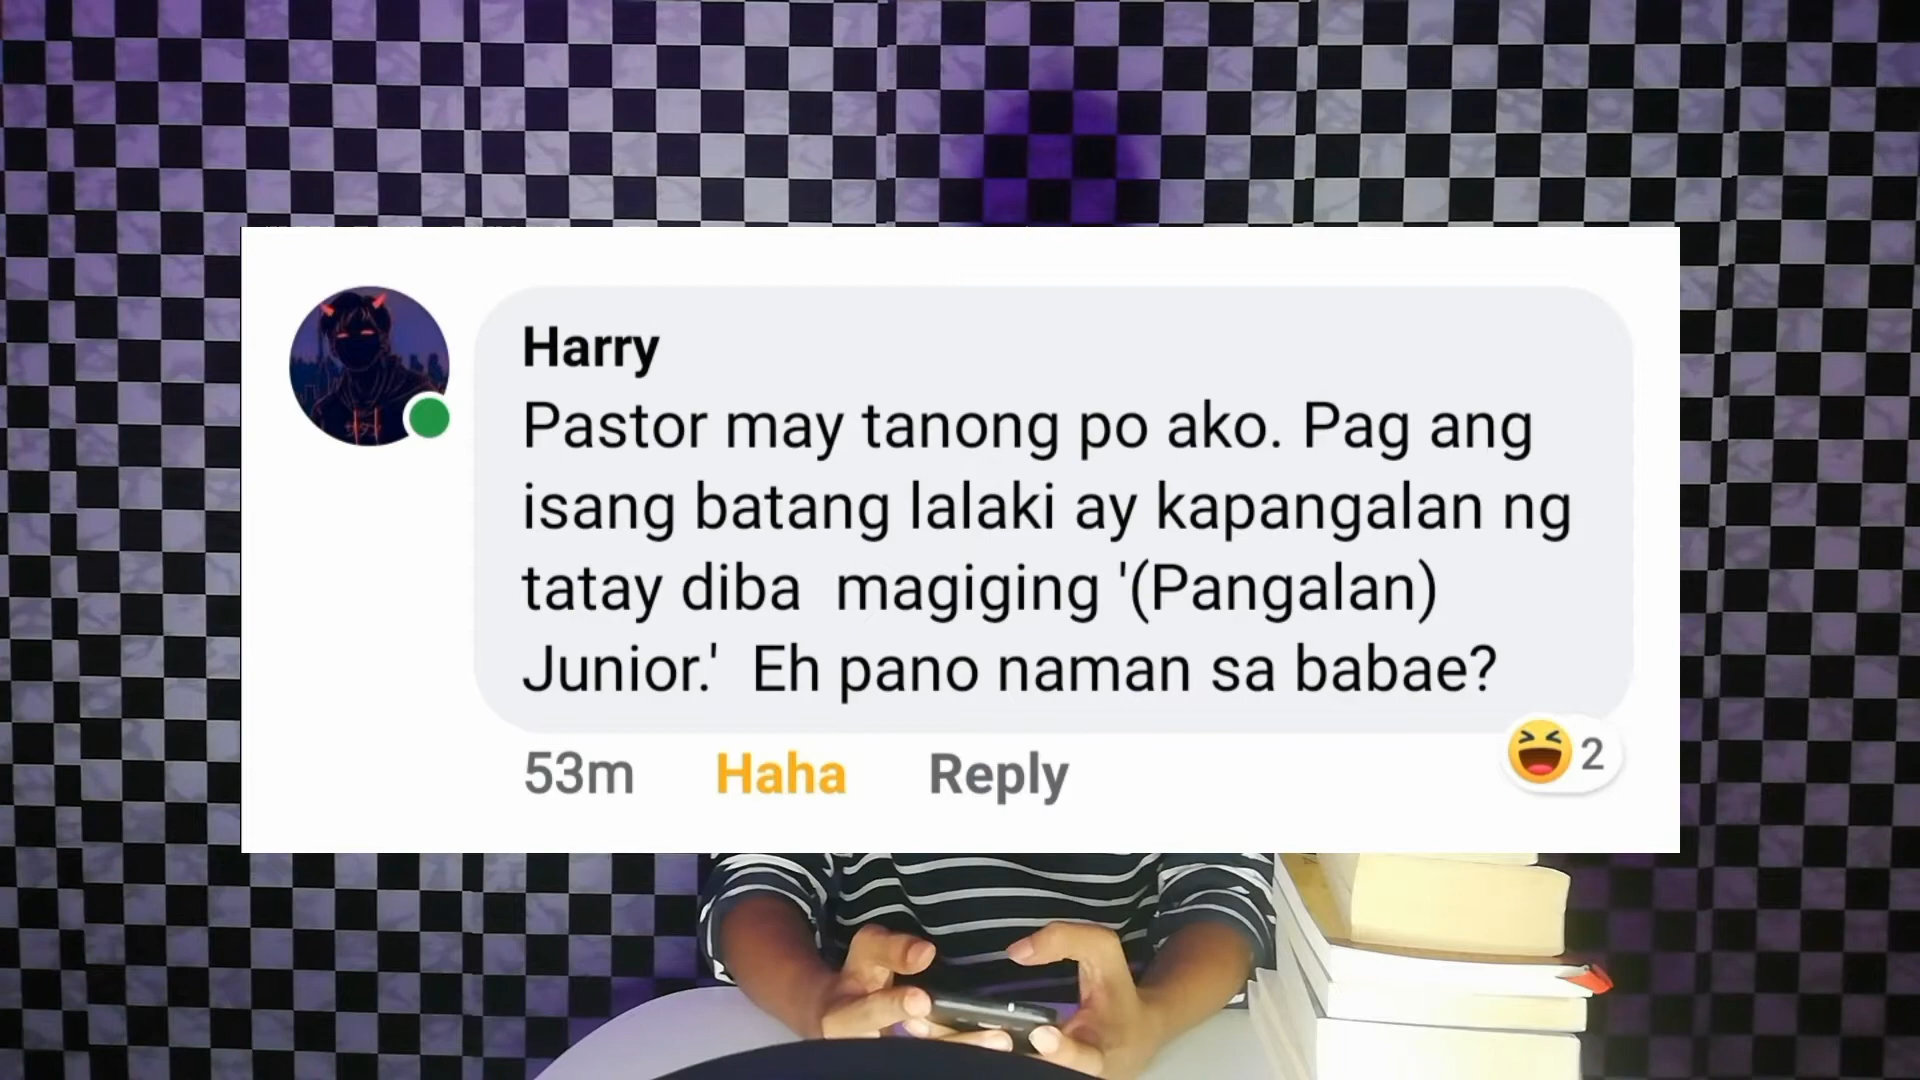 Harry
Pastor may tanong po ako. Pag ang
isang batang lalaki ay kapangalan ng
tatay diba  magiging '(Pangalan)
Junior.'  Eh pano naman sa babae?
53m Haha Reply 2